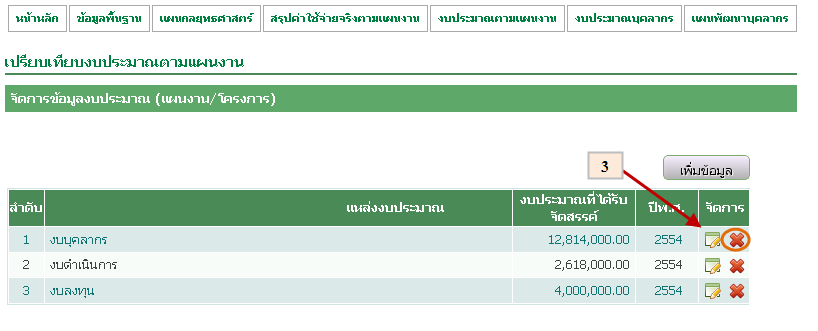 หน้าหลัก ข้อมูลพื้นฐาน แผนกลยุทธศาสตร์ สรุปค่าใช้จ่ายจริงตามแผนงาน งบประมาณตามแผนงาน งบประมาณบุคลากร แผนพัฒนาบุคลากร
เปรียบเทียบงบประมาณตามแผนงาน
จัดการข้อมูลงบประมาณ (แผนงาน/โครงการ)
3
เพิ่มข้อมูล
ลำดับ แหล่งงบประมาณ งบประมาณที่ได้รับ ปีพ.ศ. จัดการ
จัดสรรค์
1 งบบุคลากร 12,814,000.00 2554
2 งบดำเนินการ 2,618,000.00 2554
3 งบลงทุน 4,000,000.00 2554